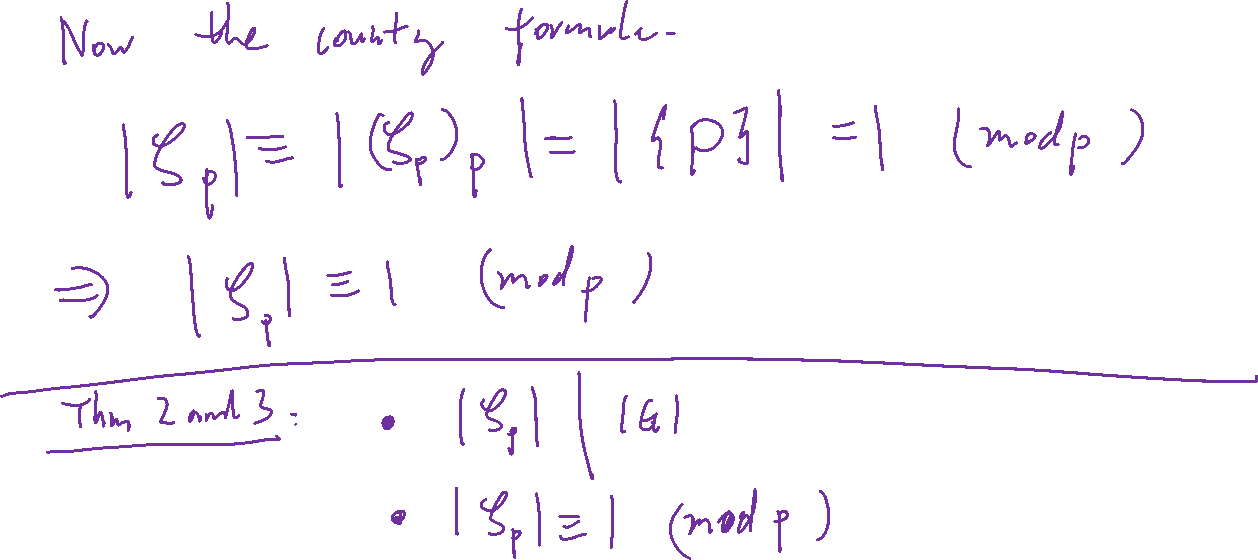 Now the county formula.
|𝒮_p| ≡ |(𝒮_p)_p| = |{P}| = 1 (mod p)
⇒ |𝒮_p| ≡ 1 (mod p)
Thm 2 and 3: • |𝒮_p| | |G|
• |𝒮_p| ≡ 1 (mod p)